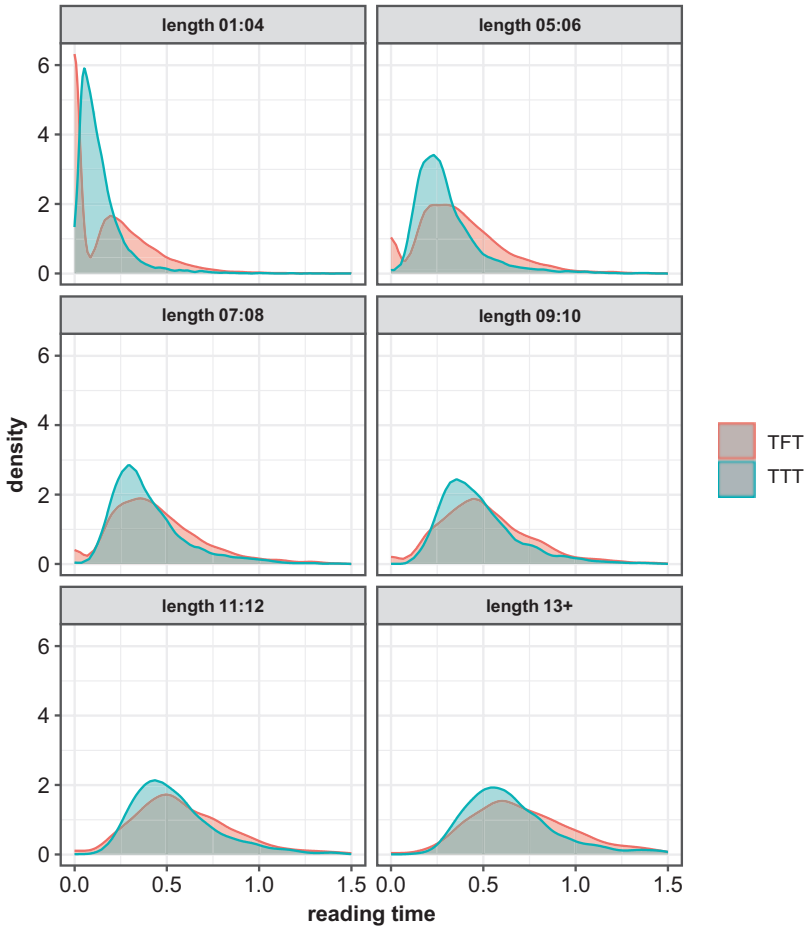 length 01:04
length 05:06
6
4
2
0
length 07:08
length 09:10
6
4
2
0
density
TFT
TTT
length 11:12
length 13+
6
4
2
0
0.0 0.5 1.0 1.5 0.0 0.5 1.0 1.5
reading time